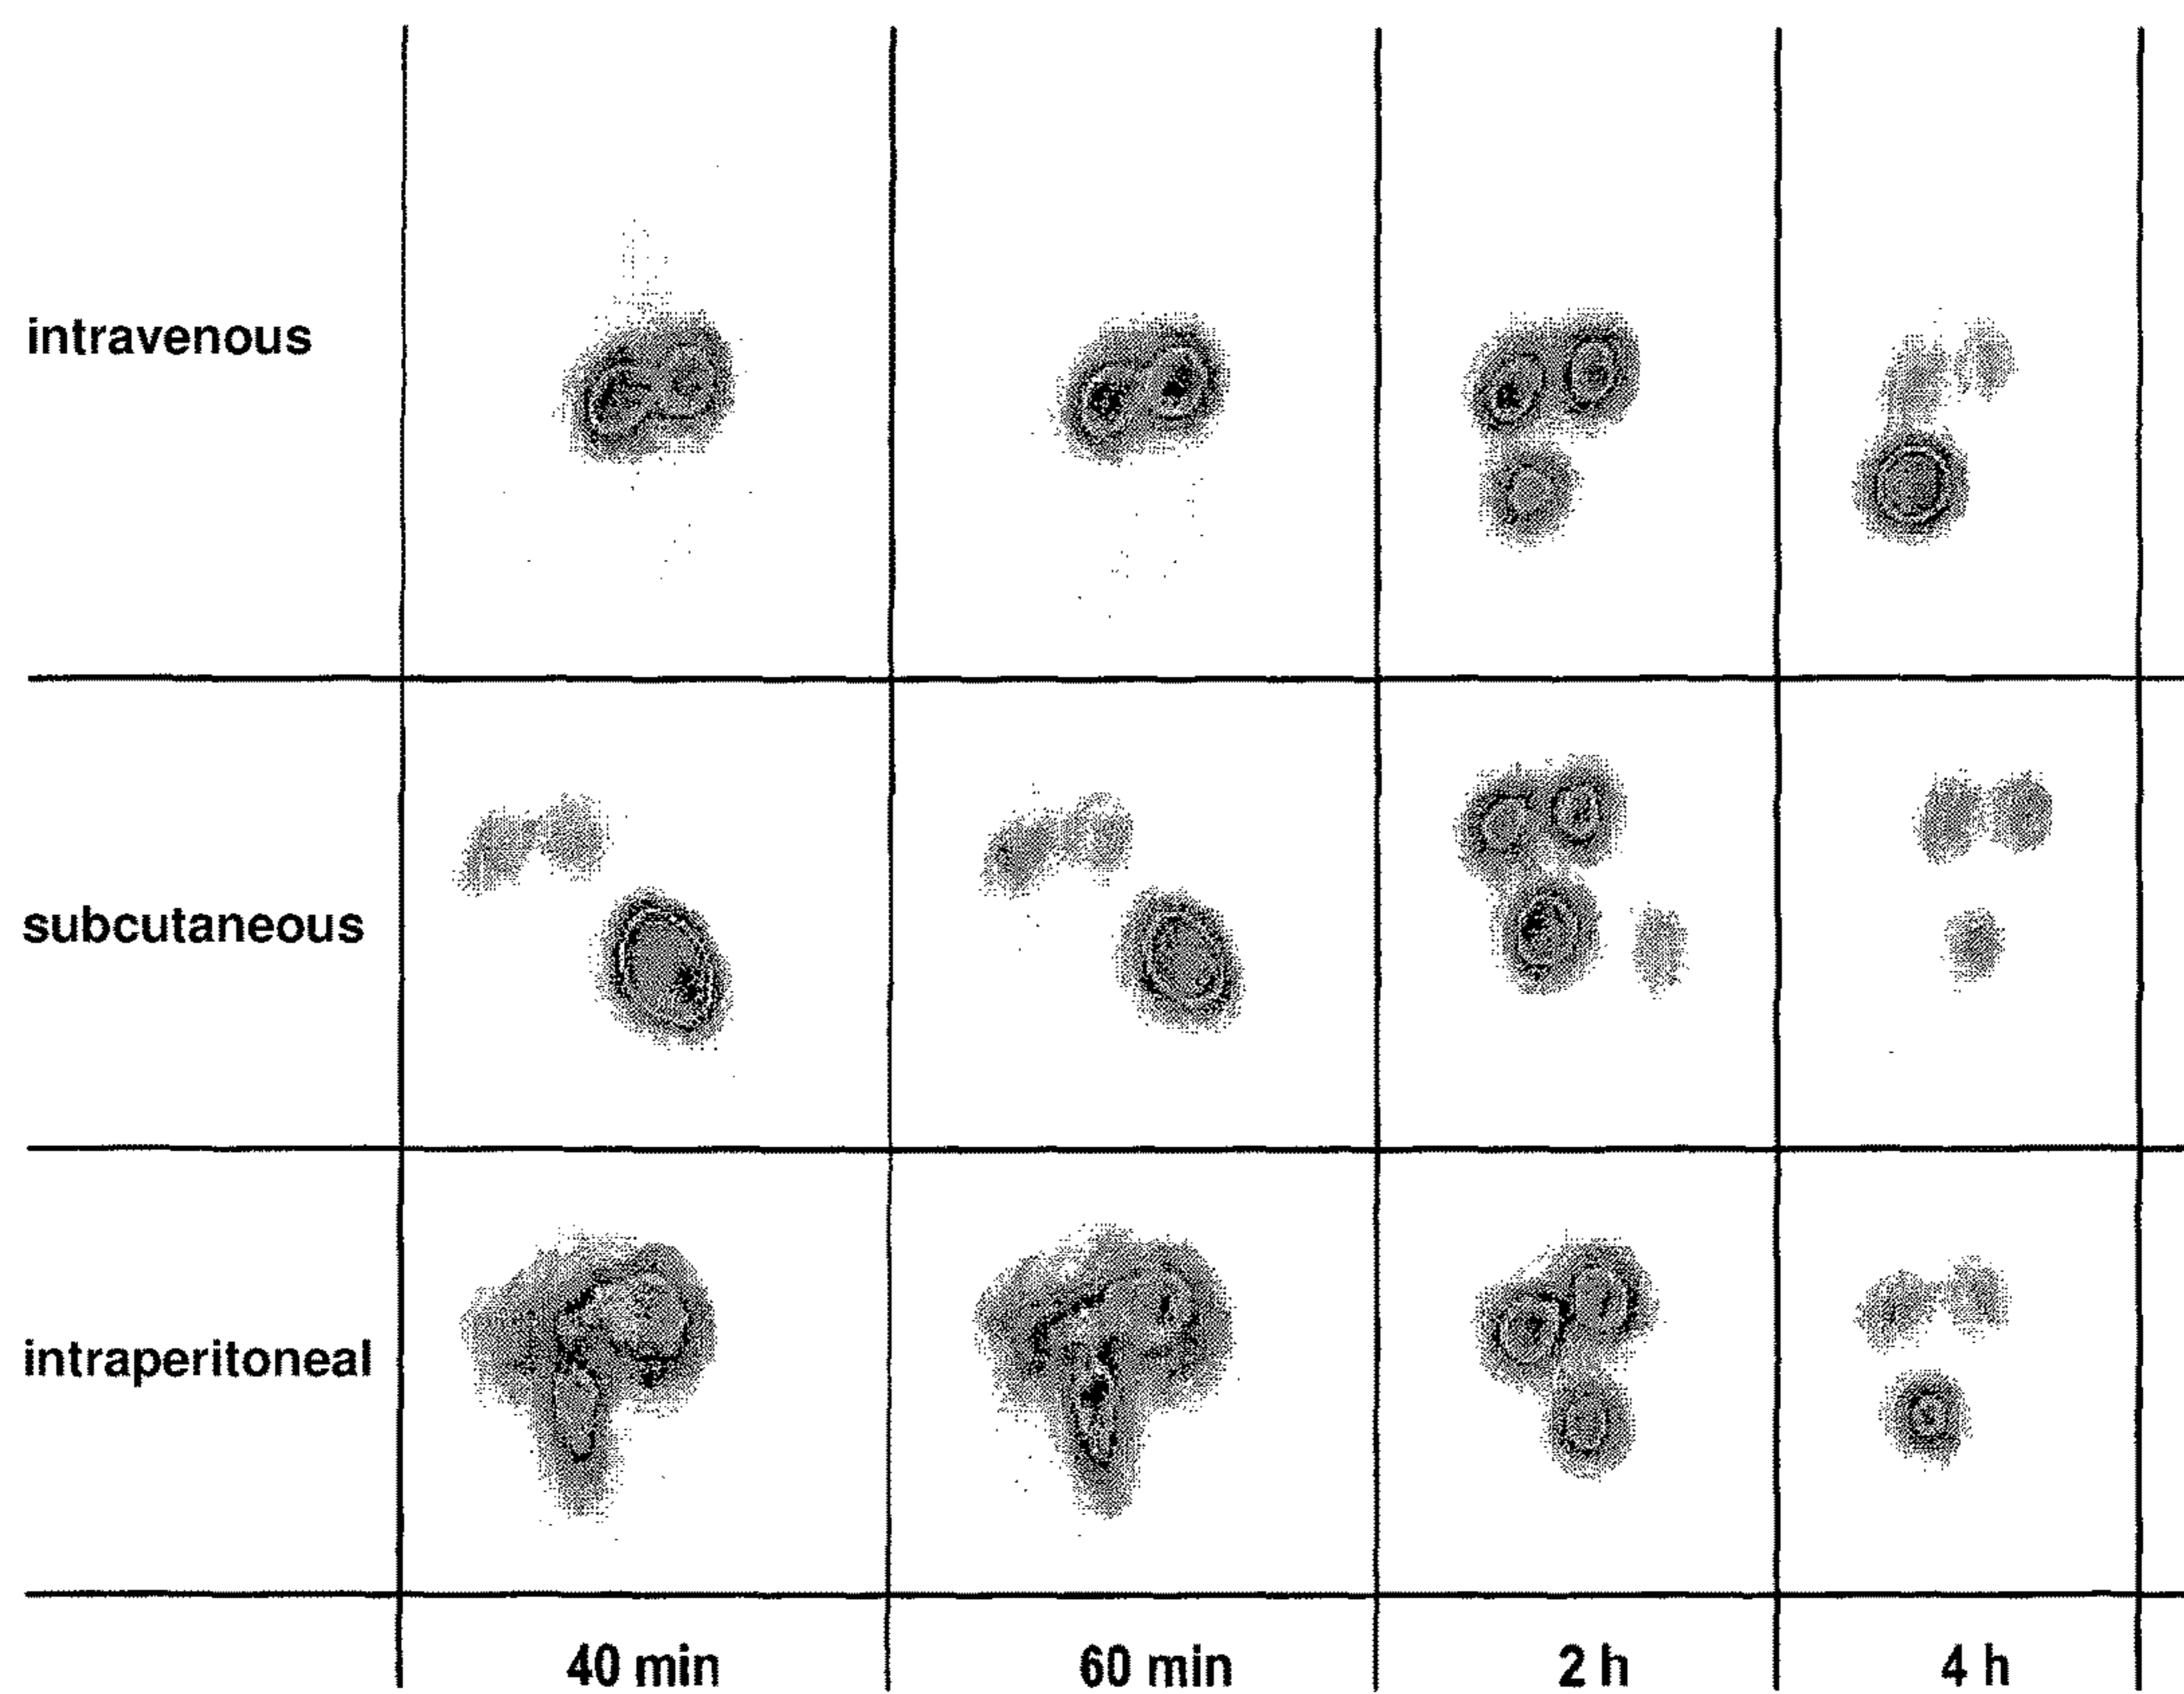 intravenous
subcutaneous
intraperitoneal
40 min 60 min 2 h 4 h